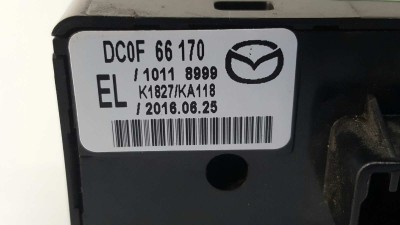 DC0F 66 170
/ 1011 8999
EL K1827/KA118
/ 2016.06.25